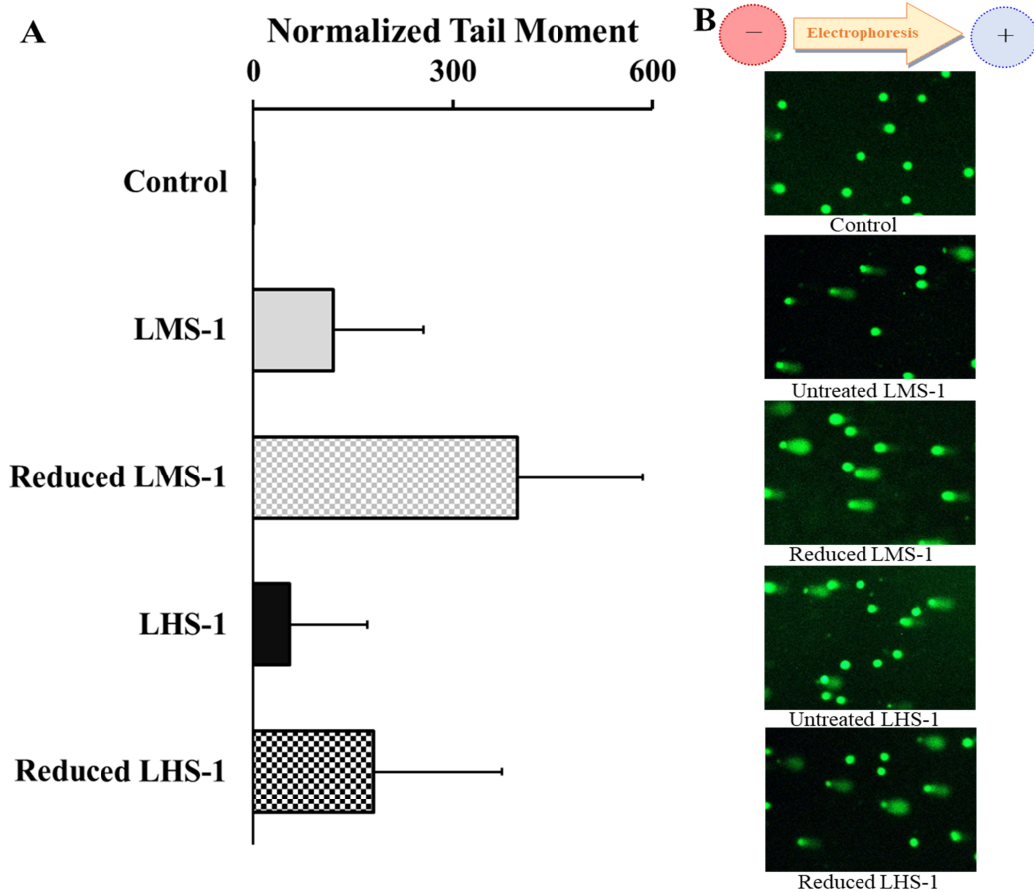 A
Normalized Tail Moment
0 300 600
Control
LMS-1
Reduced LMS-1
LHS-1
Reduced LHS-1
B
− Electrophoresis +
Control
Untreated LMS-1
Reduced LMS-1
Untreated LHS-1
Reduced LHS-1